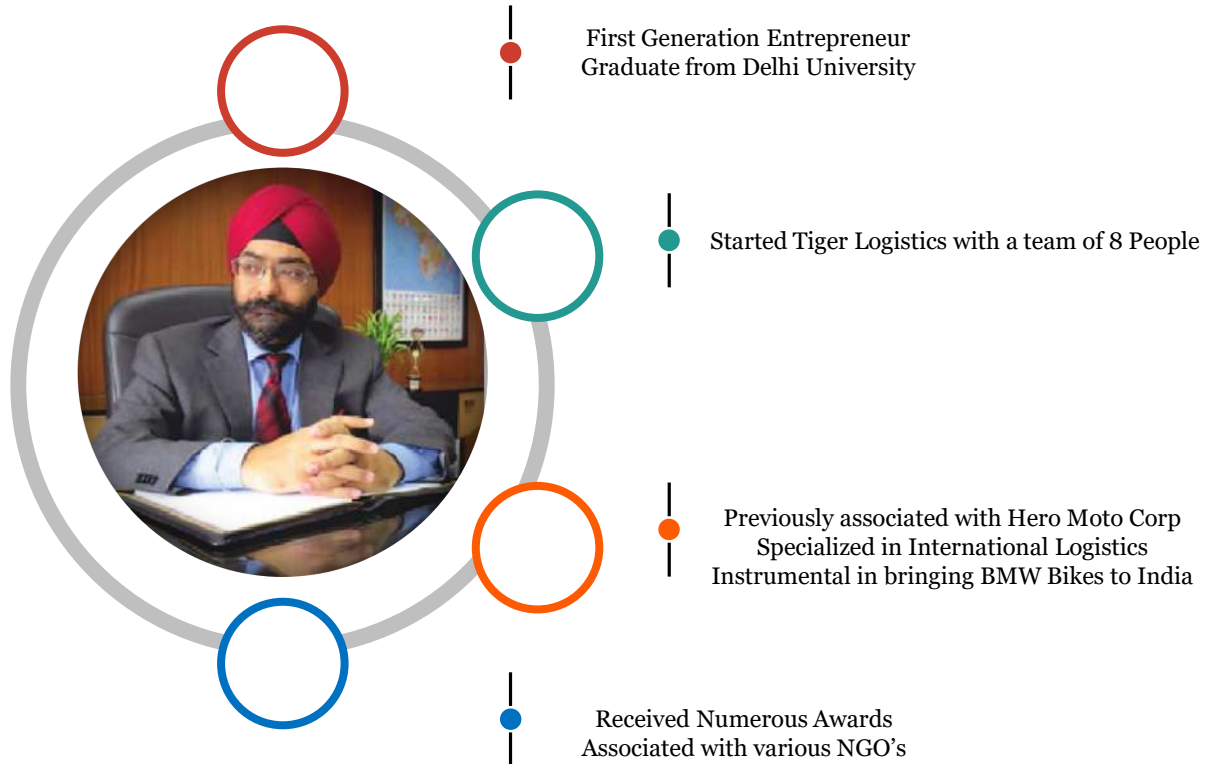 First Generation Entrepreneur
Graduate from Delhi University
Started Tiger Logistics with a team of 8 People
Previously associated with Hero Moto Corp
Specialized in International Logistics
Instrumental in bringing BMW Bikes to India
Received Numerous Awards
Associated with various NGO's